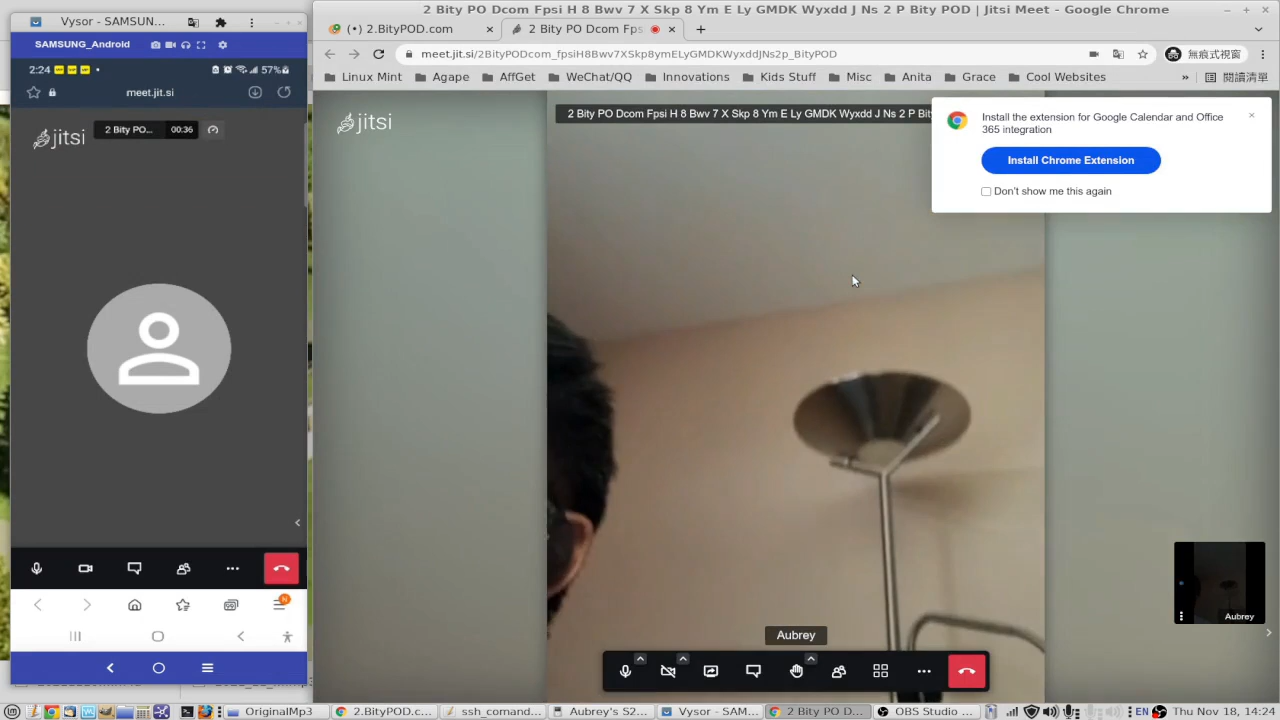 Vysor - SAMSUN...
2 Bity PO Dcom Fpsi H 8 Bwv 7 X Skp 8 Ym E Ly GMDK Wyxdd J Ns 2 P Bity POD | Jitsi Meet - Google Chrome
SAMSUNG_Android
2:24
57%
meet.jit.si
jitsi
2 Bity PO...
00:36
(•) 2.BityPOD.com
2 Bity PO Dcom Fps
meet.jit.si/2BityPODcom_fpsiH8Bwv7XSkp8ymELyGMDKWyxddJNs2p_BityPOD
無痕式視窗
Linux Mint
Agape
AffGet
WeChat/QQ
Innovations
Kids Stuff
Misc
Anita
Grace
Cool Websites
»
閱讀清單
jitsi
2 Bity PO Dcom Fpsi H 8 Bwv 7 X Skp 8 Ym E Ly GMDK Wyxdd J Ns 2 P Bity
Install the extension for Google Calendar and Office
365 integration
Install Chrome Extension
Don't show me this again
Aubrey
Aubrey
N
OriginalMp3
2.BityPOD.c...
ssh_comand...
Aubrey's S2...
Vysor - SAM...
2 Bity PO D...
OBS Studio ...
EN
Thu Nov 18, 14:24